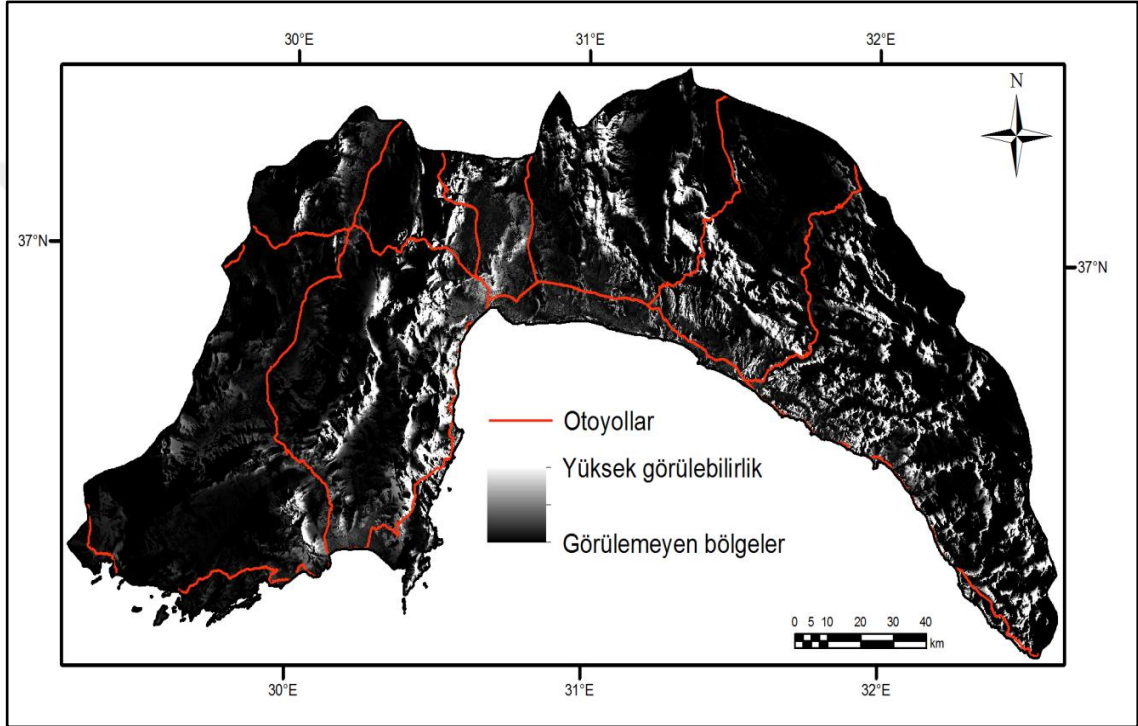 30°E 31°E 32°E
N
37°N
37°N
Otoyollar
Yüksek görülebilirlik
Görülemeyen bölgeler
0 5 10 20 30 40
km
30°E 31°E 32°E